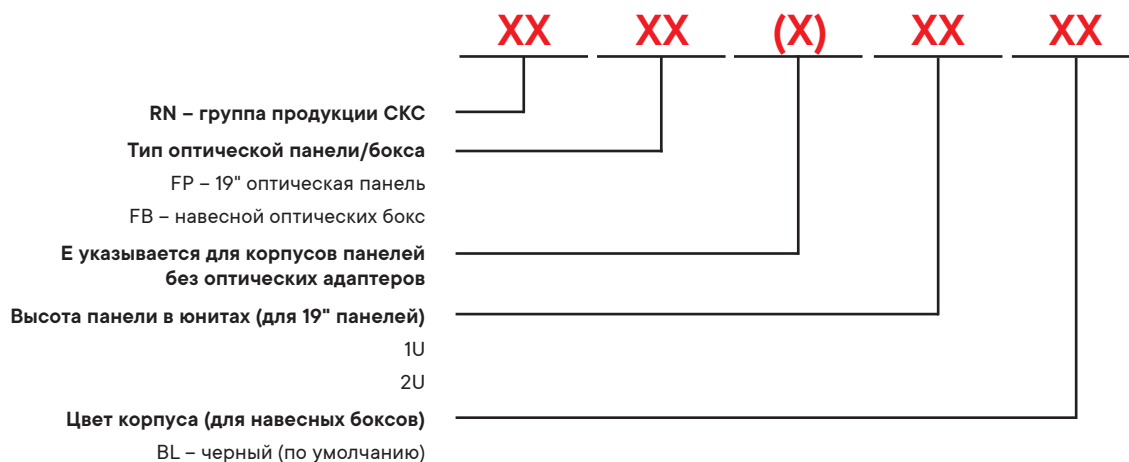 XX XX (X) XX XX
RN – группа продукции СКС
Тип оптической панели/бокса
FP – 19" оптическая панель
FB – навесной оптических бокс
Е указывается для корпусов панелей
без оптических адаптеров
Высота панели в юнитах (для 19" панелей)
1U
2U
Цвет корпуса (для навесных боксов)
BL – черный (по умолчанию)